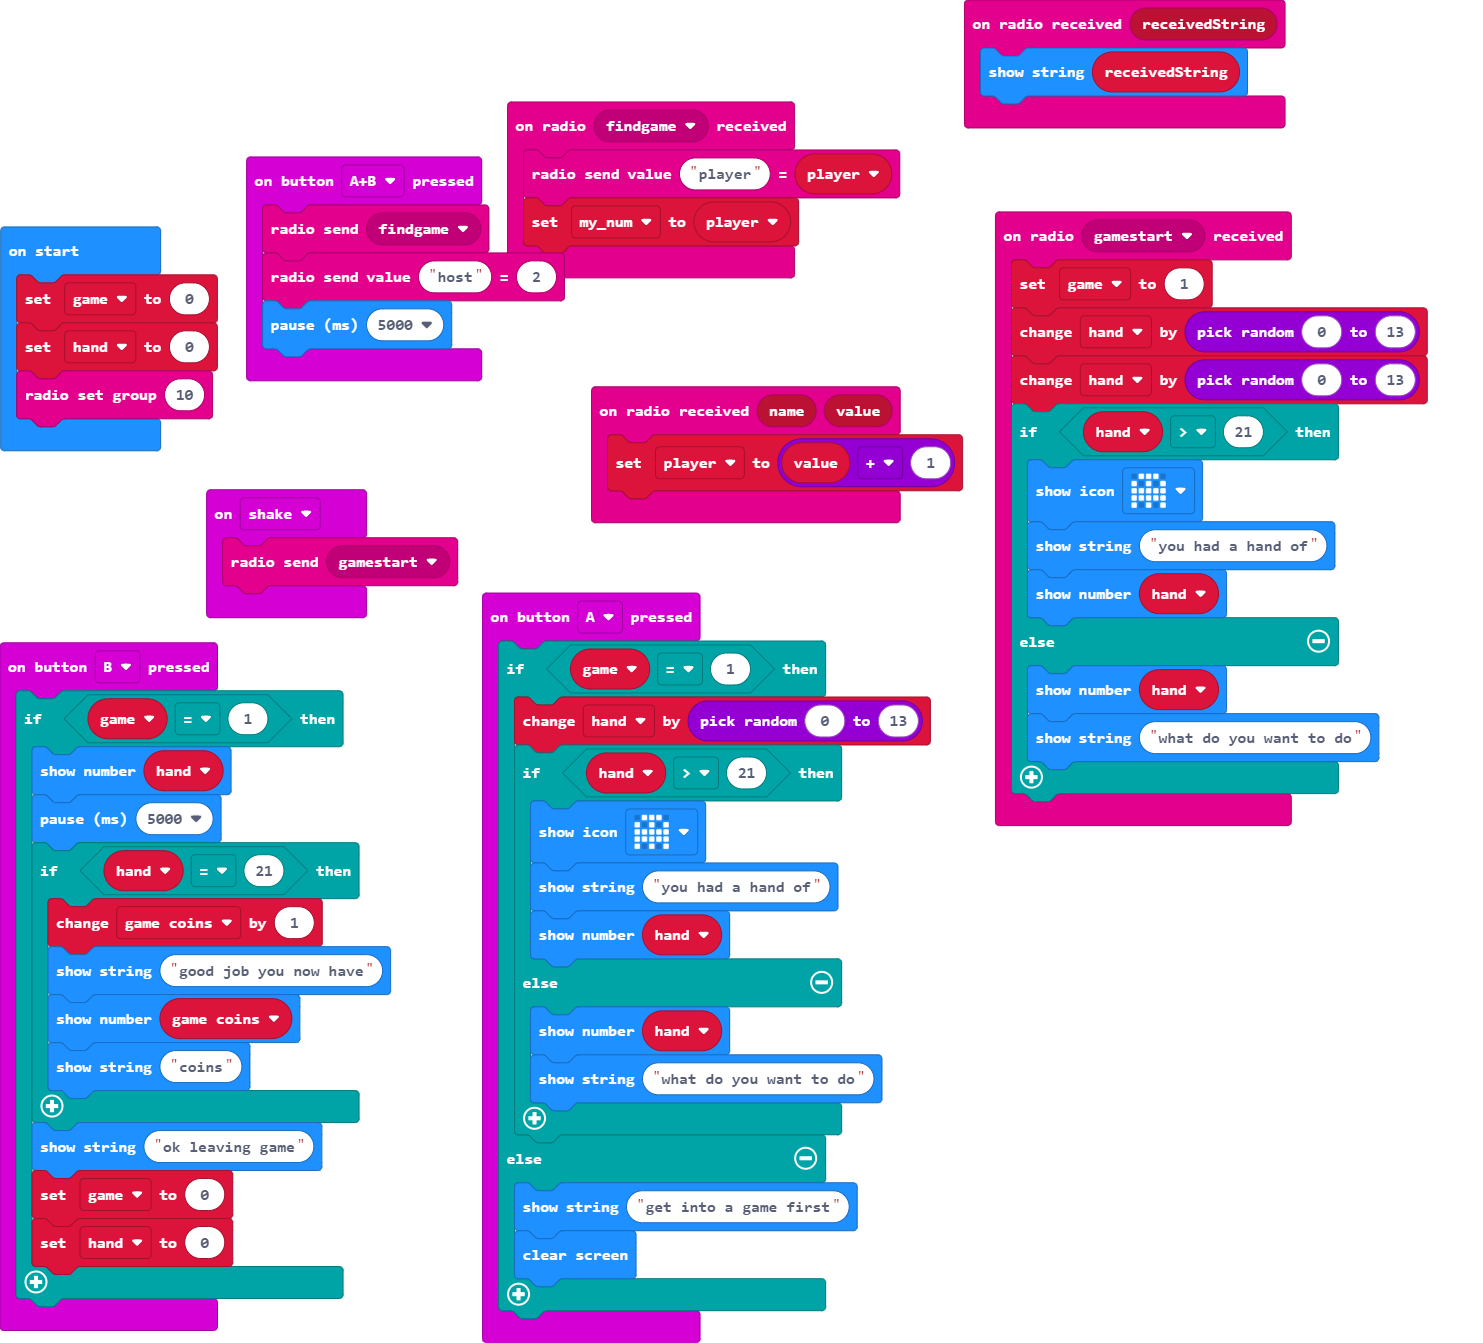 on start
set game to 0
set hand to 0
radio set group 10
on button A+B pressed
radio send findgame
radio send value "host" = 2
pause (ms) 5000
on radio findgame received
radio send value "player" = player
set my_num to player
on radio received receivedString
show string receivedString
on radio received name value
set player to value + 1
on shake
radio send gamestart
on radio gamestart received
set game to 1
change hand by pick random 0 to 13
change hand by pick random 0 to 13
if hand > 21 then
show icon
show string "you had a hand of"
show number hand
else
show number hand
show string "what do you want to do"
on button B pressed
if game = 1 then
show number hand
pause (ms) 5000
if hand = 21 then
change game coins by 1
show string "good job you now have"
show number game coins
show string "coins"
show string "ok leaving game"
set game to 0
set hand to 0
on button A pressed
if game = 1 then
change hand by pick random 0 to 13
if hand > 21 then
show icon
show string "you had a hand of"
show number hand
else
show number hand
show string "what do you want to do"
else
show string "get into a game first"
clear screen